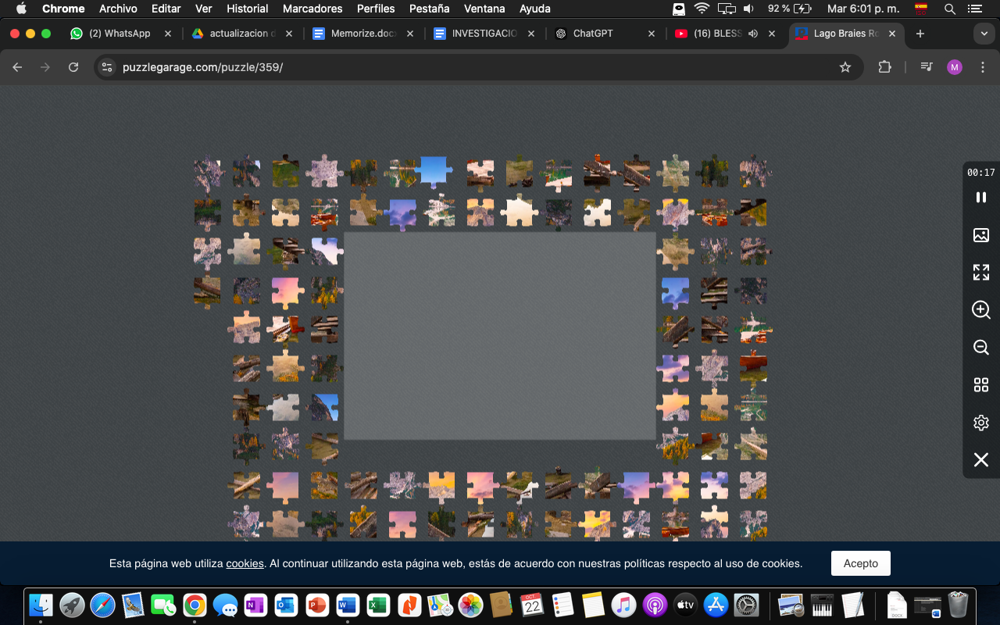 Chrome Archivo Editar Ver Historial Marcadores Perfiles Pestaña Ventana Ayuda 92 % Mar 6:01 p. m.
(2) WhatsApp actualizacion d Memorize.docx INVESTIGACIO ChatGPT (16) BLESS Lago Braies Ro
puzzlegarage.com/puzzle/359/ M
00:17
Esta página web utiliza cookies. Al continuar utilizando esta página web, estás de acuerdo con nuestras políticas respecto al uso de cookies. Acepto
OCT
22
tv
DOCX